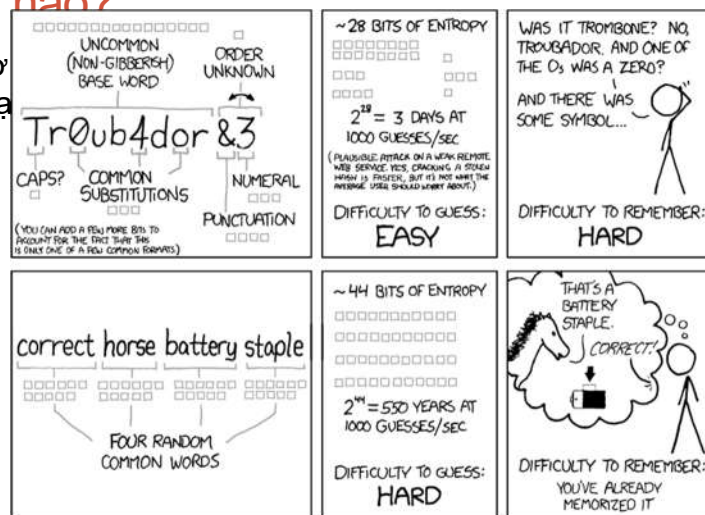 nào?
ơ
ạ
UNCOMMON
(NON-GIBBERISH)
BASE WORD
ORDER
UNKNOWN
Tr0ub4dor &3
CAPS?
COMMON
SUBSTITUTIONS
NUMERAL
PUNCTUATION
(YOU CAN ADD A FEW MORE BITS TO
ACCOUNT FOR THE FACT THAT THIS
IS ONLY ONE OF A FEW COMMON FORMATS.)
~28 BITS OF ENTROPY
2^28 = 3 DAYS AT
1000 GUESSES/SEC
(PLAUSIBLE ATTACK ON A WEAK REMOTE
WEB SERVICE. YES, CRACKING A STOLEN
HASH IS FASTER, BUT IT'S NOT WHAT THE
AVERAGE USER SHOULD WORRY ABOUT.)
DIFFICULTY TO GUESS:
EASY
WAS IT TROMBONE? NO,
TROUBADOR. AND ONE OF
THE Os WAS A ZERO?
AND THERE WAS
SOME SYMBOL...
DIFFICULTY TO REMEMBER:
HARD
correct horse battery staple
FOUR RANDOM
COMMON WORDS
~44 BITS OF ENTROPY
2^44 = 550 YEARS AT
1000 GUESSES/SEC
DIFFICULTY TO GUESS:
HARD
THAT'S A
BATTERY
STAPLE.
CORRECT!
DIFFICULTY TO REMEMBER:
YOU'VE ALREADY
MEMORIZED IT